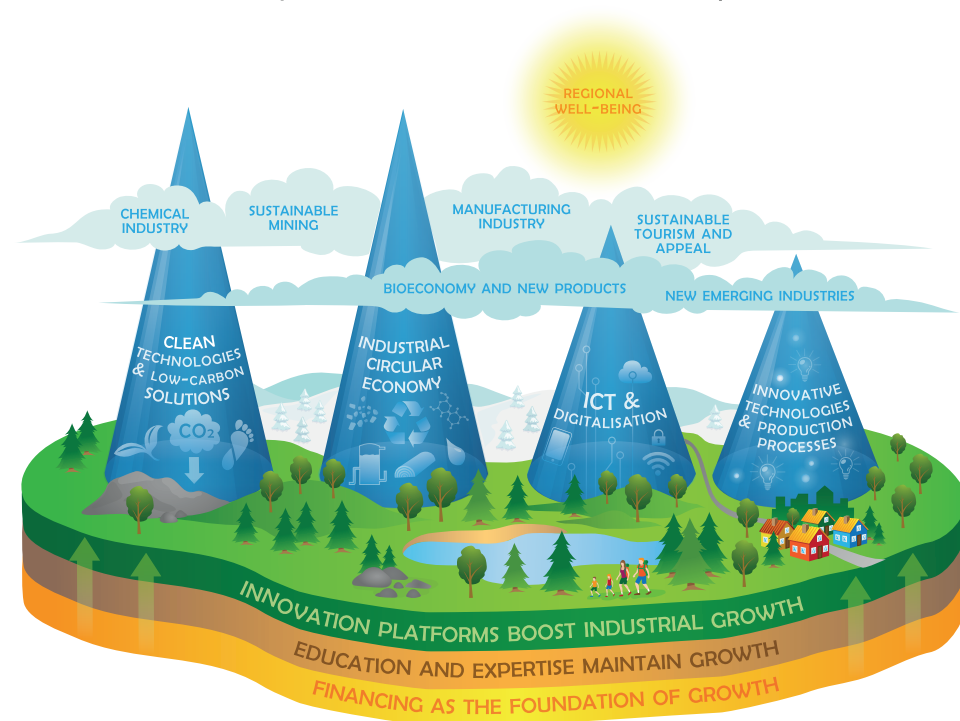 REGIONAL
WELL-BEING
CHEMICAL
INDUSTRY
SUSTAINABLE
MINING
MANUFACTURING
INDUSTRY
SUSTAINABLE
TOURISM AND
APPEAL
BIOECONOMY AND NEW PRODUCTS
NEW EMERGING INDUSTRIES
CLEAN
TECHNOLOGIES
& LOW-CARBON
SOLUTIONS
CO2
INDUSTRIAL
CIRCULAR
ECONOMY
ICT &
DIGITALISATION
INNOVATIVE
TECHNOLOGIES
& PRODUCTION
PROCESSES
INNOVATION PLATFORMS BOOST INDUSTRIAL GROWTH
EDUCATION AND EXPERTISE MAINTAIN GROWTH
FINANCING AS THE FOUNDATION OF GROWTH